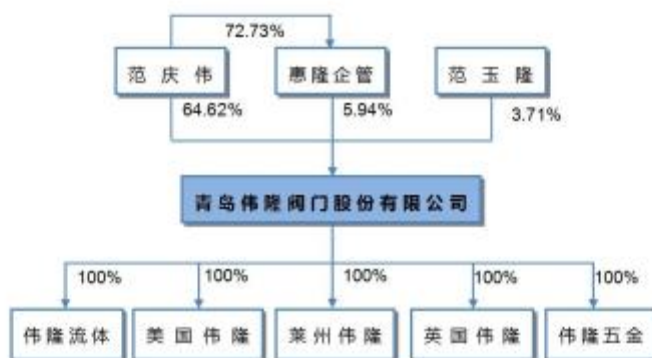 72.73%
范庆伟
惠隆企管
范玉隆
64.62%
5.94%
3.71%
青岛伟隆阀门股份有限公司
100%
100%
100%
100%
100%
伟隆流体
美国伟隆
莱州伟隆
英国伟隆
伟隆五金